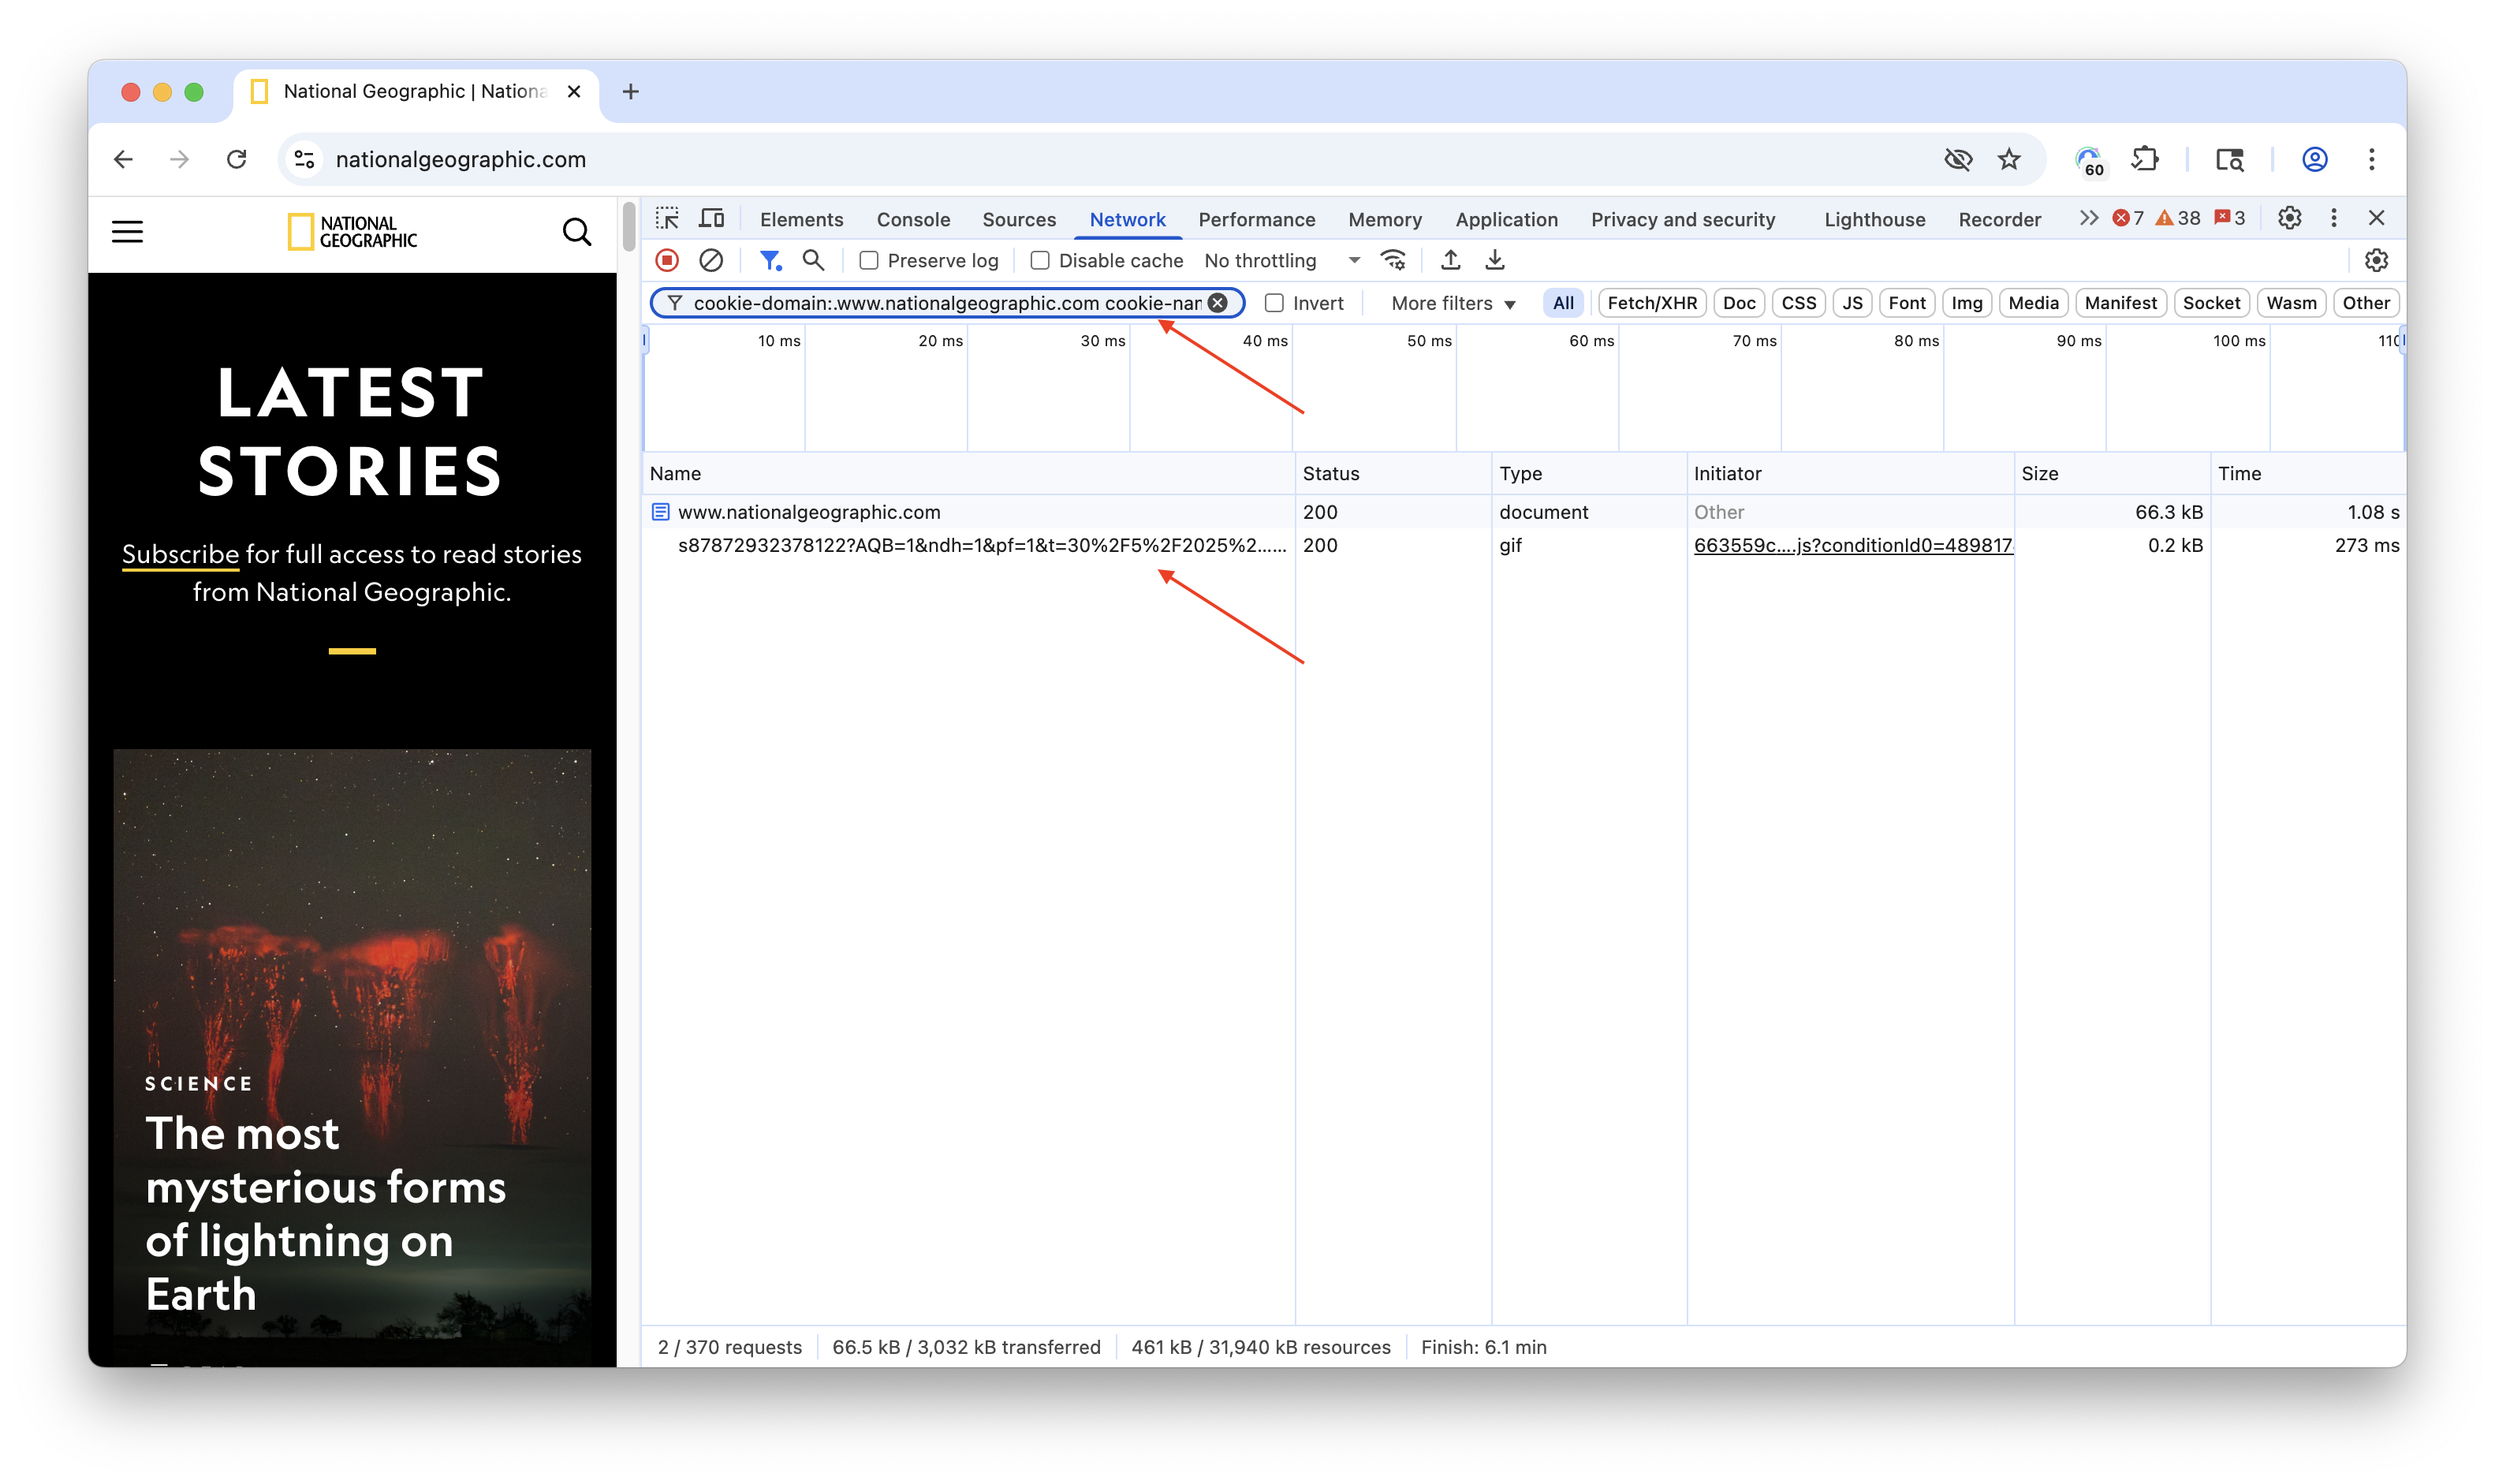 National Geographic | Nationa
nationalgeographic.com
60
NATIONAL
GEOGRAPHIC
LATEST
STORIES
Subscribe for full access to read stories
from National Geographic.
SCIENCE
The most
mysterious forms
of lightning on
Earth
Elements Console Sources Network Performance Memory Application Privacy and security Lighthouse Recorder 7 38 3
Preserve log Disable cache No throttling
cookie-domain:.www.nationalgeographic.com cookie-nar Invert More filters All Fetch/XHR Doc CSS JS Font Img Media Manifest Socket Wasm Other
10 ms 20 ms 30 ms 40 ms 50 ms 60 ms 70 ms 80 ms 90 ms 100 ms 110
Name Status Type Initiator Size Time
www.nationalgeographic.com 200 document Other 66.3 kB 1.08 s
s87872932378122?AQB=1&ndh=1&pf=1&t=30%2F5%2F2025%2…... 200 gif 663559c….js?conditionId0=489817 0.2 kB 273 ms
2 / 370 requests 66.5 kB / 3,032 kB transferred 461 kB / 31,940 kB resources Finish: 6.1 min